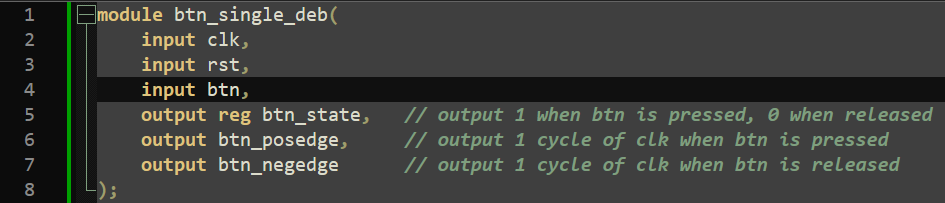 1 module btn_single_deb(
2 input clk,
3 input rst,
4 input btn,
5 output reg btn_state, // output 1 when btn is pressed, 0 when released
6 output btn_posedge, // output 1 cycle of clk when btn is pressed
7 output btn_negedge // output 1 cycle of clk when btn is released
8 );